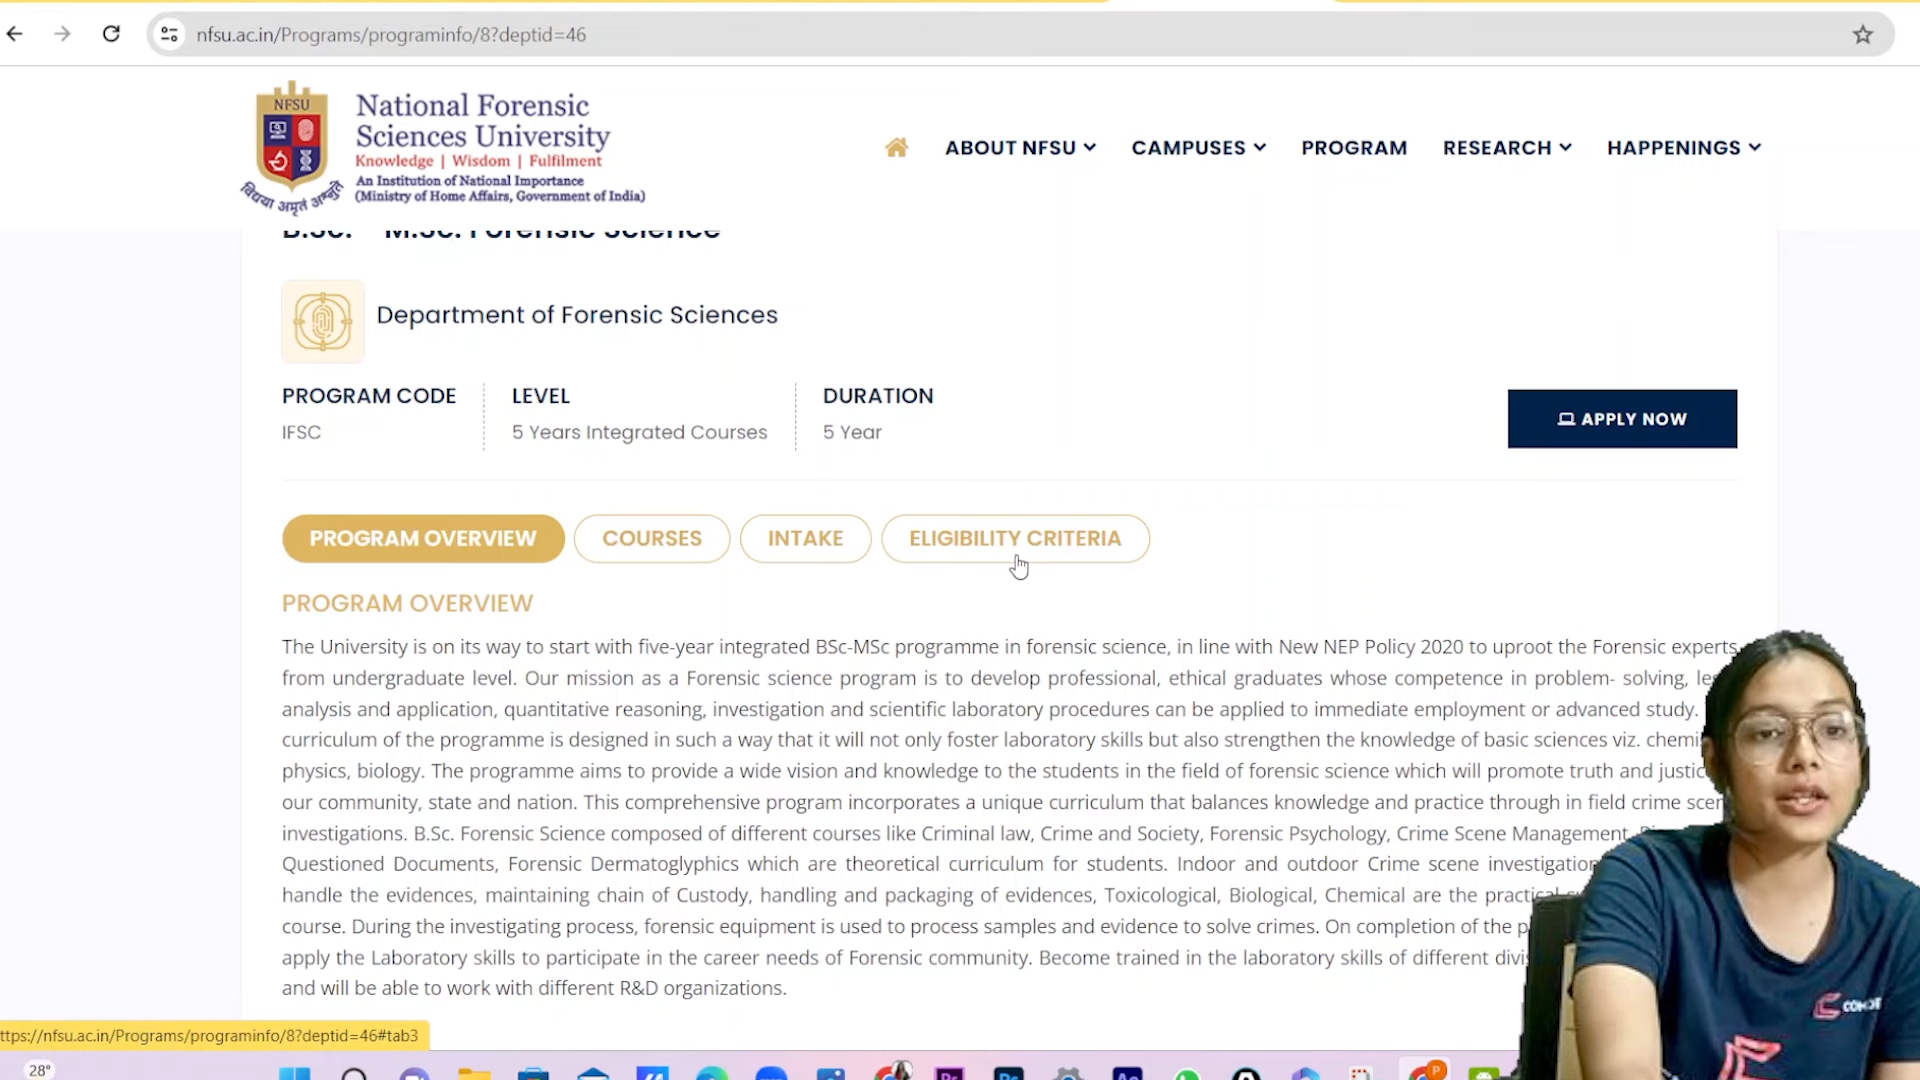 nfsu.ac.in/Programs/programinfo/8?deptid=46
NFSU
विद्यया अमृतं अश्नुते
National Forensic
Sciences University
Knowledge | Wisdom | Fulfilment
An Institution of National Importance
(Ministry of Home Affairs, Government of India)
ABOUT NFSU
CAMPUSES
PROGRAM
RESEARCH
HAPPENINGS
B.Sc. M.Sc. Forensic Science
Department of Forensic Sciences
PROGRAM CODE
IFSC
LEVEL
5 Years Integrated Courses
DURATION
5 Year
APPLY NOW
PROGRAM OVERVIEW
COURSES
INTAKE
ELIGIBILITY CRITERIA
PROGRAM OVERVIEW
The University is on its way to start with five-year integrated BSc-MSc programme in forensic science, in line with New NEP Policy 2020 to uproot the Forensic experts
from undergraduate level. Our mission as a Forensic science program is to develop professional, ethical graduates whose competence in problem- solving,
analysis and application, quantitative reasoning, investigation and scientific laboratory procedures can be applied to immediate employment or advanced study.
curriculum of the programme is designed in such a way that it will not only foster laboratory skills but also strengthen the knowledge of basic sciences viz.
physics, biology. The programme aims to provide a wide vision and knowledge to the students in the field of forensic science which will promote truth and
our community, state and nation. This comprehensive program incorporates a unique curriculum that balances knowledge and practice through in field crime
investigations. B.Sc. Forensic Science composed of different courses like Criminal law, Crime and Society, Forensic Psychology, Crime Scene Management,
Questioned Documents, Forensic Dermatoglyphics which are theoretical curriculum for students. Indoor and outdoor Crime scene
handle the evidences, maintaining chain of Custody, handling and packaging of evidences, Toxicological, Biological, Chemical are the
course. During the investigating process, forensic equipment is used to process samples and evidence to solve crimes. On completion of the
apply the Laboratory skills to participate in the career needs of Forensic community. Become trained in the laboratory skills of different
and will be able to work with different R&D organizations.
ttps://nfsu.ac.in/Programs/programinfo/8?deptid=46#tab3
28°